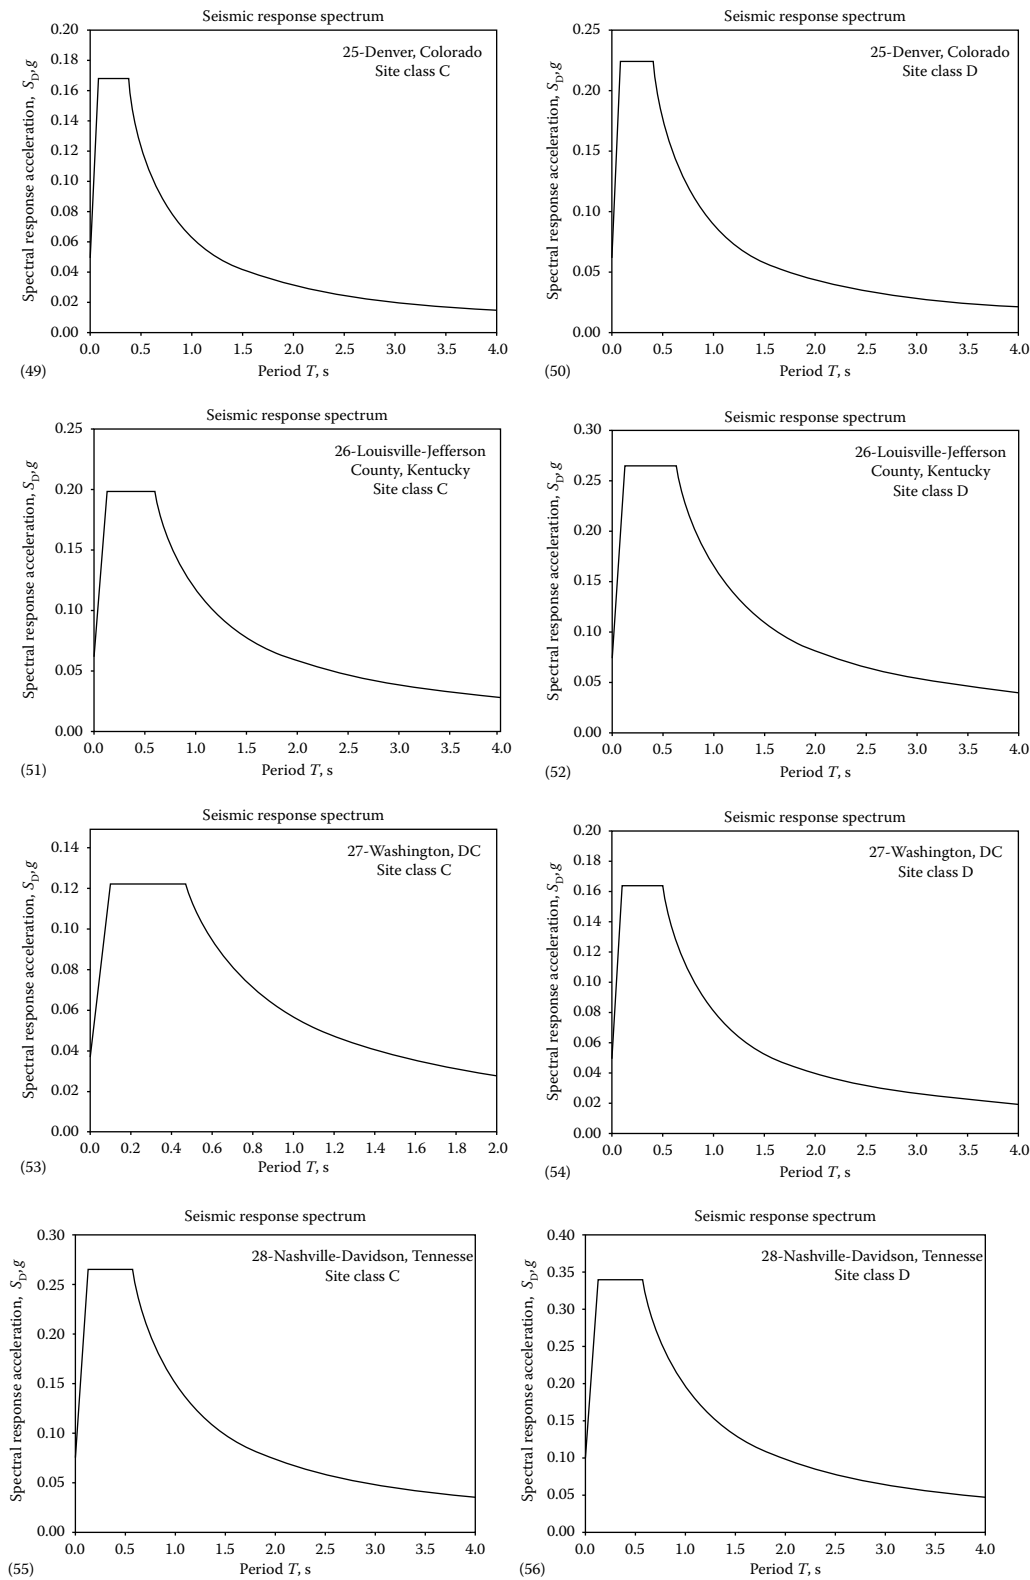 Seismic response spectrum
25-Denver, Colorado
Site class C
Spectral response acceleration, S_D,g
0.20
0.18
0.16
0.14
0.12
0.10
0.08
0.06
0.04
0.02
0.00
0.0 0.5 1.0 1.5 2.0 2.5 3.0 3.5 4.0
Period T, s
(49)
Seismic response spectrum
25-Denver, Colorado
Site class D
Spectral response acceleration, S_D,g
0.25
0.20
0.15
0.10
0.05
0.00
0.0 0.5 1.0 1.5 2.0 2.5 3.0 3.5 4.0
Period T, s
(50)
Seismic response spectrum
26-Louisville-Jefferson
County, Kentucky
Site class C
Spectral response acceleration, S_D,g
0.25
0.20
0.15
0.10
0.05
0.00
0.0 0.5 1.0 1.5 2.0 2.5 3.0 3.5 4.0
Period T, s
(51)
Seismic response spectrum
26-Louisville-Jefferson
County, Kentucky
Site class D
Spectral response acceleration, S_D,g
0.30
0.25
0.20
0.15
0.10
0.05
0.00
0.0 0.5 1.0 1.5 2.0 2.5 3.0 3.5 4.0
Period T, s
(52)
Seismic response spectrum
27-Washington, DC
Site class C
Spectral response acceleration, S_D,g
0.14
0.12
0.10
0.08
0.06
0.04
0.02
0.00
0.0 0.2 0.4 0.6 0.8 1.0 1.2 1.4 1.6 1.8 2.0
Period T, s
(53)
Seismic response spectrum
27-Washington, DC
Site class D
Spectral response acceleration, S_D,g
0.20
0.18
0.16
0.14
0.12
0.10
0.08
0.06
0.04
0.02
0.00
0.0 0.5 1.0 1.5 2.0 2.5 3.0 3.5 4.0
Period T, s
(54)
Seismic response spectrum
28-Nashville-Davidson, Tennesse
Site class C
Spectral response acceleration, S_D,g
0.30
0.25
0.20
0.15
0.10
0.05
0.00
0.0 0.5 1.0 1.5 2.0 2.5 3.0 3.5 4.0
Period T, s
(55)
Seismic response spectrum
28-Nashville-Davidson, Tennesse
Site class D
Spectral response acceleration, S_D,g
0.40
0.35
0.30
0.25
0.20
0.15
0.10
0.05
0.00
0.0 0.5 1.0 1.5 2.0 2.5 3.0 3.5 4.0
Period T, s
(56)